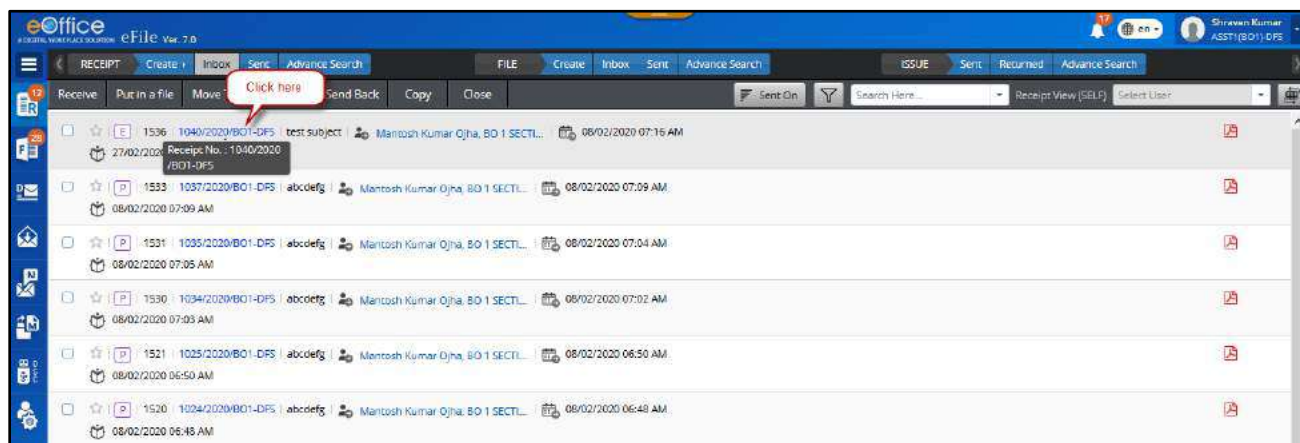 eOffice
A DIGITAL WORKPLACE SOLUTION eFile Ver. 7.0
17 en Shravan Kumar
ASST1(BO1)-DFS
RECEIPT Create Inbox Sent Advance Search FILE Create Inbox Sent Advance Search ISSUE Sent Returned Advance Search
Receive Put in a file Move Click here Send Back Copy Close Sent On Search Here... Receipt View (SELF) Select User
E 1536 1040/2020/BO1-DFS test subject Mantosh Kumar Ojha, BO 1 SECTI... 08/02/2020 07:16 AM
27/02/202
Receipt No. : 1040/2020
/BO1-DFS
P 1533 1037/2020/BO1-DFS abcdefg Mantosh Kumar Ojha, BO 1 SECTI... 08/02/2020 07:09 AM
08/02/2020 07:09 AM
P 1531 1035/2020/BO1-DFS abcdefg Mantosh Kumar Ojha, BO 1 SECTI... 08/02/2020 07:04 AM
08/02/2020 07:05 AM
P 1530 1034/2020/BO1-DFS abcdefg Mantosh Kumar Ojha, BO 1 SECTI... 08/02/2020 07:02 AM
08/02/2020 07:03 AM
P 1521 1025/2020/BO1-DFS abcdefg Mantosh Kumar Ojha, BO 1 SECTI... 08/02/2020 06:50 AM
08/02/2020 06:50 AM
P 1520 1024/2020/BO1-DFS abcdefg Mantosh Kumar Ojha, BO 1 SECTI... 08/02/2020 06:48 AM
08/02/2020 06:48 AM